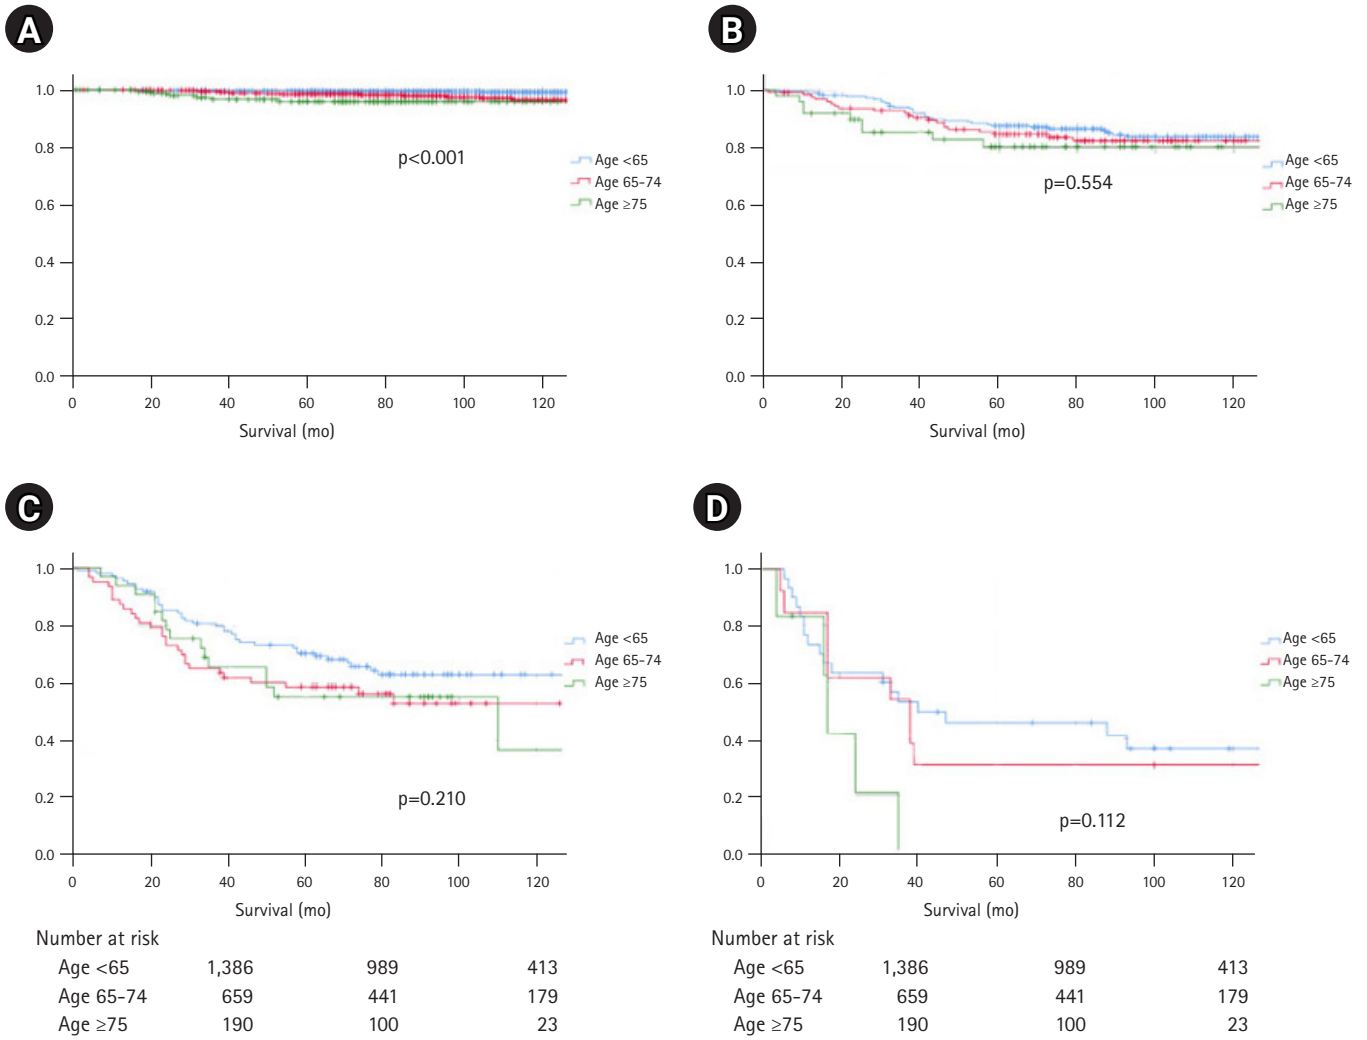 A
1.0
0.8
0.6
0.4
0.2
0.0
0 20 40 60 80 100 120
Survival (mo)
p<0.001
Age <65
Age 65-74
Age ≥75
B
1.0
0.8
0.6
0.4
0.2
0.0
0 20 40 60 80 100 120
Survival (mo)
p=0.554
Age <65
Age 65-74
Age ≥75
C
1.0
0.8
0.6
0.4
0.2
0.0
0 20 40 60 80 100 120
Survival (mo)
p=0.210
Age <65
Age 65-74
Age ≥75
Number at risk
Age <65 1,386 989 413
Age 65-74 659 441 179
Age ≥75 190 100 23
D
1.0
0.8
0.6
0.4
0.2
0.0
0 20 40 60 80 100 120
Survival (mo)
p=0.112
Age <65
Age 65-74
Age ≥75
Number at risk
Age <65 1,386 989 413
Age 65-74 659 441 179
Age ≥75 190 100 23